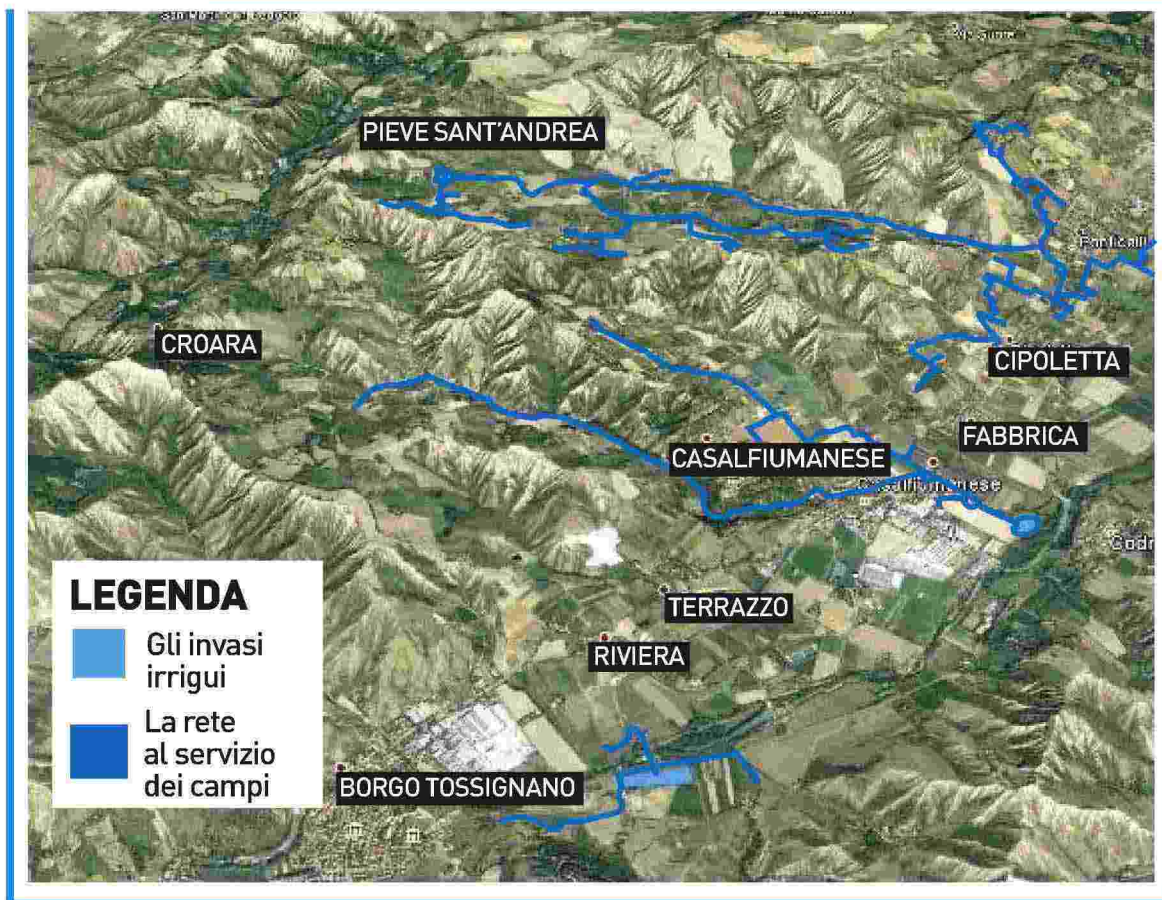 PIEVE SANT'ANDREA
CROARA
CIPOLETTA
FABBRICA
CASALFIUMANESE
Casalfiumanese
TERRAZZO
RIVIERA
BORGO TOSSIGNANO
LEGENDA
Gli invasi
irrigui
La rete
al servizio
dei campi